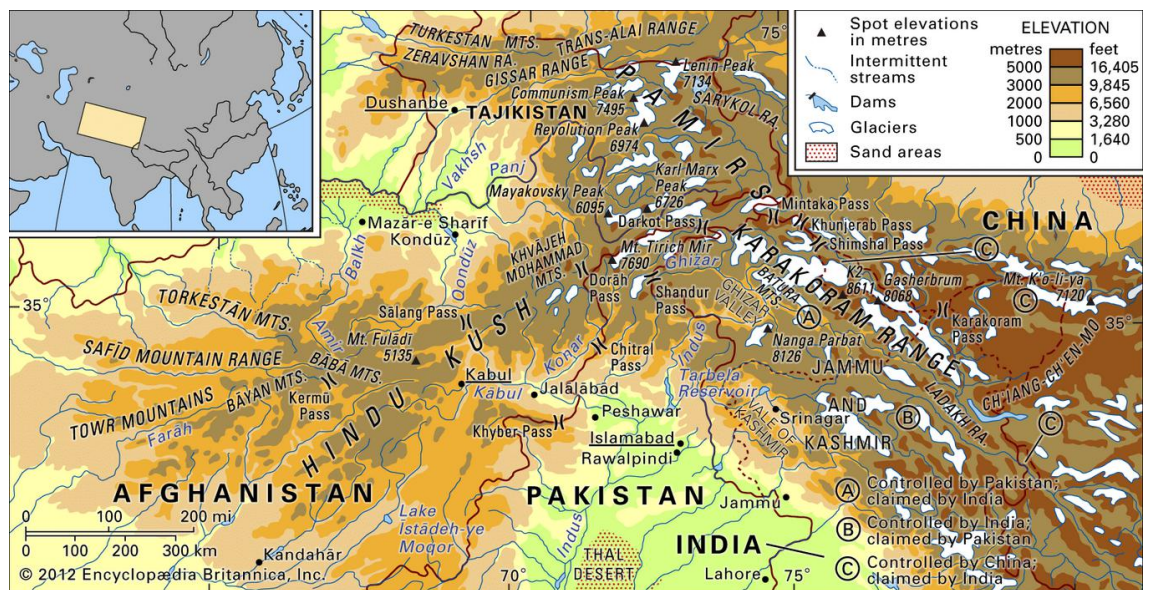 TURKESTAN MTS.
TRANS-ALAI RANGE
75°
ZERAVSHAN RA.
GISSAR RANGE
Lenin Peak
7134
Communism Peak
7495
Dushanbe
TAJIKISTAN
PAMIRS
SARYKOL RA.
Revolution Peak
6974
Vakhsh
Panj
Karl Marx
Peak
6726
Mayakovsky Peak
6095
Darkot Pass
Mintaka Pass
Khunjerab Pass
Shimshal Pass
CHINA
C
Mazār-e Sharīf
Kondūz
Balkh
Qondūz
KHVĀJEH
MOHAMMAD
MTS.
Mt. Tirich Mir
7690
Ghizar
Dorāh
Pass
Shandur
Pass
GHIZAR
VALLEY
BATURA
MTS.
KARAKORAM RANGE
K2
8611
Gasherbrum
8068
Mt. K'o-li-ya
7120
C
35°
35°
TORKESTĀN MTS.
Sālang Pass
A
Karakoram
Pass
Mt. Fulādī
5135
Amīr
HINDU KUSH
Konar
Chitral
Pass
Indus
Nanga Parbat
8126
SAFĪD MOUNTAIN RANGE
BĀBĀ MTS.
BĀYAN MTS.
Kermū
Pass
Kabul
Kābul
Jalālābād
Tarbela
Reservoir
JAMMU
AND
KASHMIR
LADAKH RA.
CH'IANG-CH'EN-MO
TOWR MOUNTAINS
Farāh
Khyber Pass
Peshawar
VALE OF
KASHMIR
Srinagar
B
C
Islamabad
Rawalpindi
AFGHANISTAN
PAKISTAN
Jammu
Lake
Īstādeh-ye
Moqor
Indus
INDIA
THAL
DESERT
Lahore
Kandahār
70°
75°
0 100 200 mi
0 100 200 300 km
© 2012 Encyclopædia Britannica, Inc.
Spot elevations
in metres
Intermittent
streams
Dams
Glaciers
Sand areas
ELEVATION
metres feet
5000 16,405
3000 9,845
2000 6,560
1000 3,280
500 1,640
0 0
A Controlled by Pakistan;
claimed by India
B Controlled by India;
claimed by Pakistan
C Controlled by China;
claimed by India